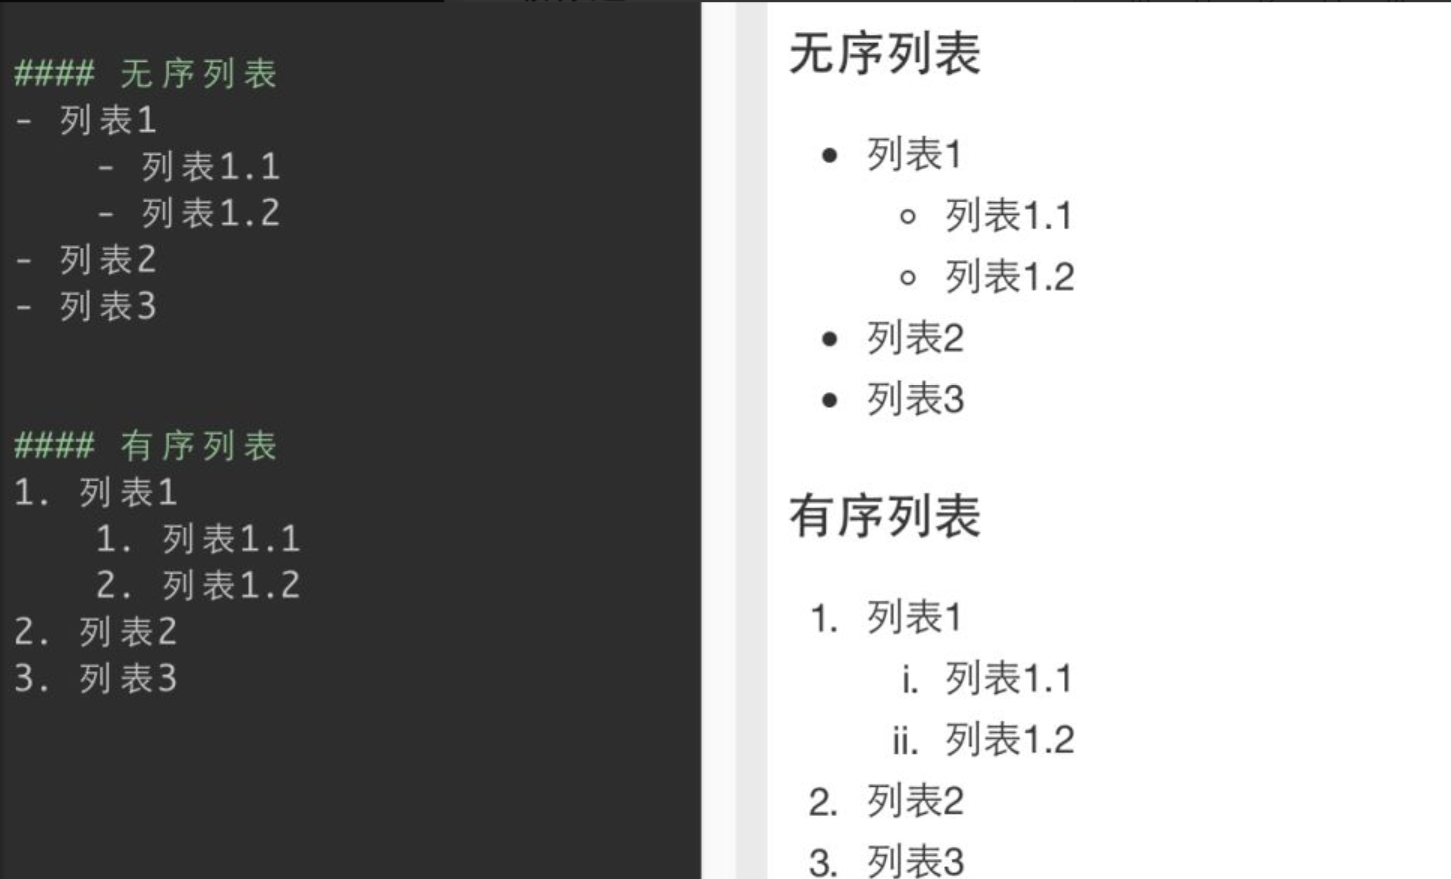 #### 无序列表
- 列表1
    - 列表1.1
    - 列表1.2
- 列表2
- 列表3
#### 有序列表
1. 列表1
    1. 列表1.1
    2. 列表1.2
2. 列表2
3. 列表3
无序列表
• 列表1
◦ 列表1.1
◦ 列表1.2
• 列表2
• 列表3
有序列表
1. 列表1
i. 列表1.1
ii. 列表1.2
2. 列表2
3. 列表3